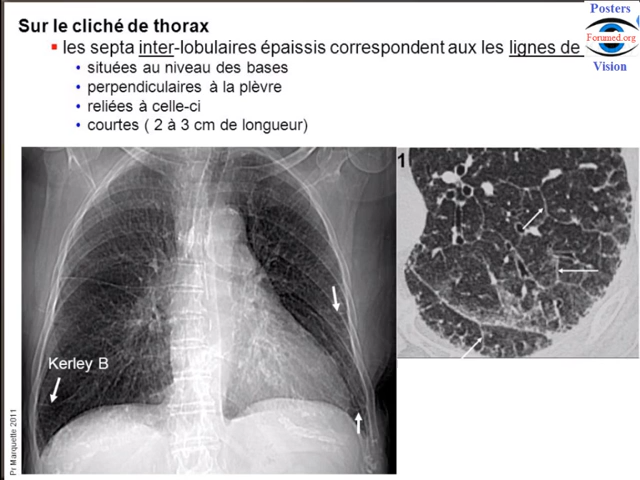 Sur le cliché de thorax
les septa inter-lobulaires épaissis correspondent aux les lignes de
situées au niveau des bases
perpendiculaires à la plèvre
reliées à celle-ci
courtes ( 2 à 3 cm de longueur)
Posters
Forumed.org
Vision
1
Kerley B
Pr Marquette 2011